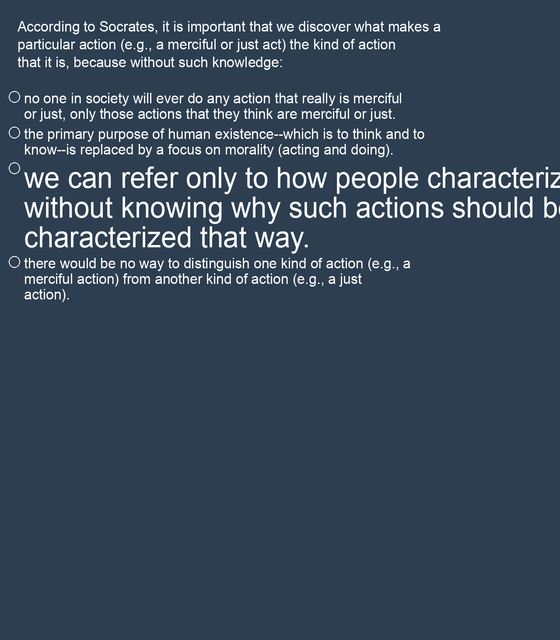 According to Socrates, it is important that we discover what makes a
particular action (e.g., a merciful or just act) the kind of action
that it is, because without such knowledge:
no one in society will ever do any action that really is merciful
or just, only those actions that they think are merciful or just.
the primary purpose of human existence--which is to think and to
know--is replaced by a focus on morality (acting and doing).
we can refer only to how people
without knowing why such actions should
characterized that way.
there would be no way to distinguish one kind of action (e.g., a
merciful action) from another kind of action (e.g., a just
action).